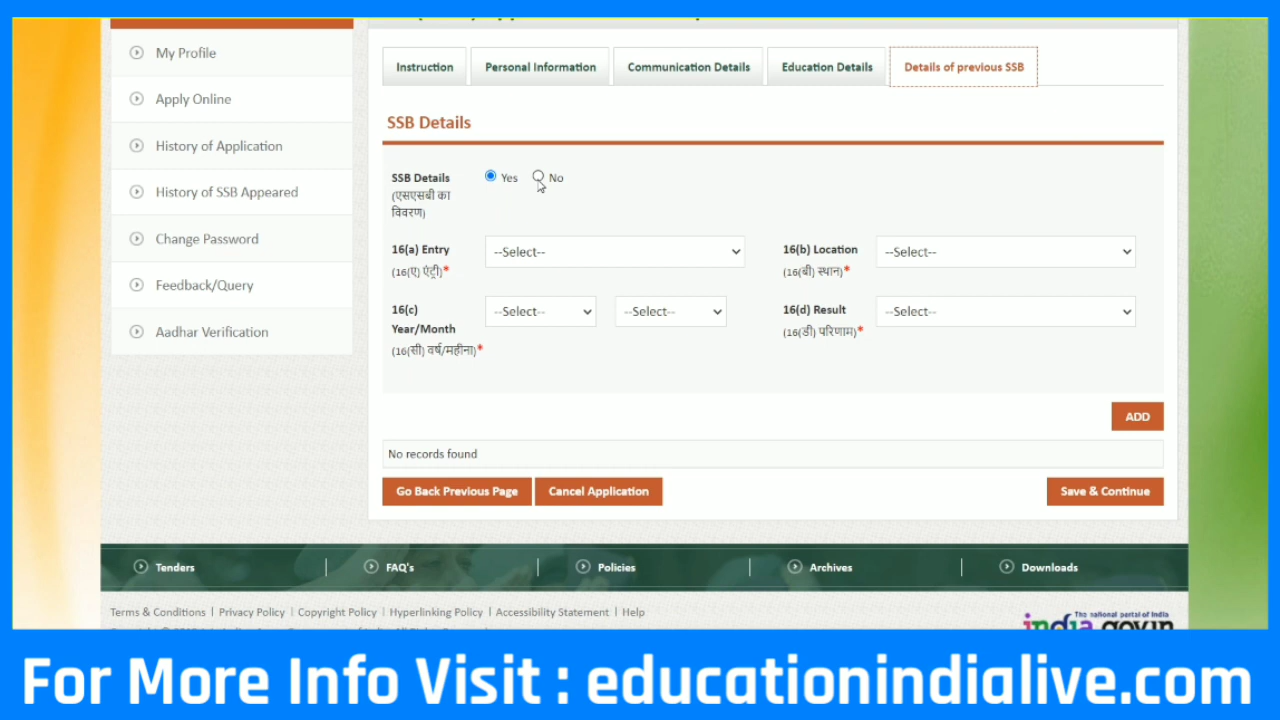 My Profile
Apply Online
History of Application
History of SSB Appeared
Change Password
Feedback/Query
Aadhar Verification
Instruction
Personal Information
Communication Details
Education Details
Details of previous SSB
SSB Details
SSB Details
(एसएसबी का
विवरण)
Yes
No
16(a) Entry
(16(ए) एंट्री)*
--Select--
16(b) Location
(16(बी) स्थान)*
--Select--
16(c)
Year/Month
(16(सी) वर्ष/महीना)*
--Select--
--Select--
16(d) Result
(16(डी) परिणाम)*
--Select--
ADD
No records found
Go Back Previous Page
Cancel Application
Save & Continue
Tenders
FAQ's
Policies
Archives
Downloads
Terms & Conditions | Privacy Policy | Copyright Policy | Hyperlinking Policy | Accessibility Statement | Help
The national portal of India
india.gov.in
For More Info Visit : educationindialive.com